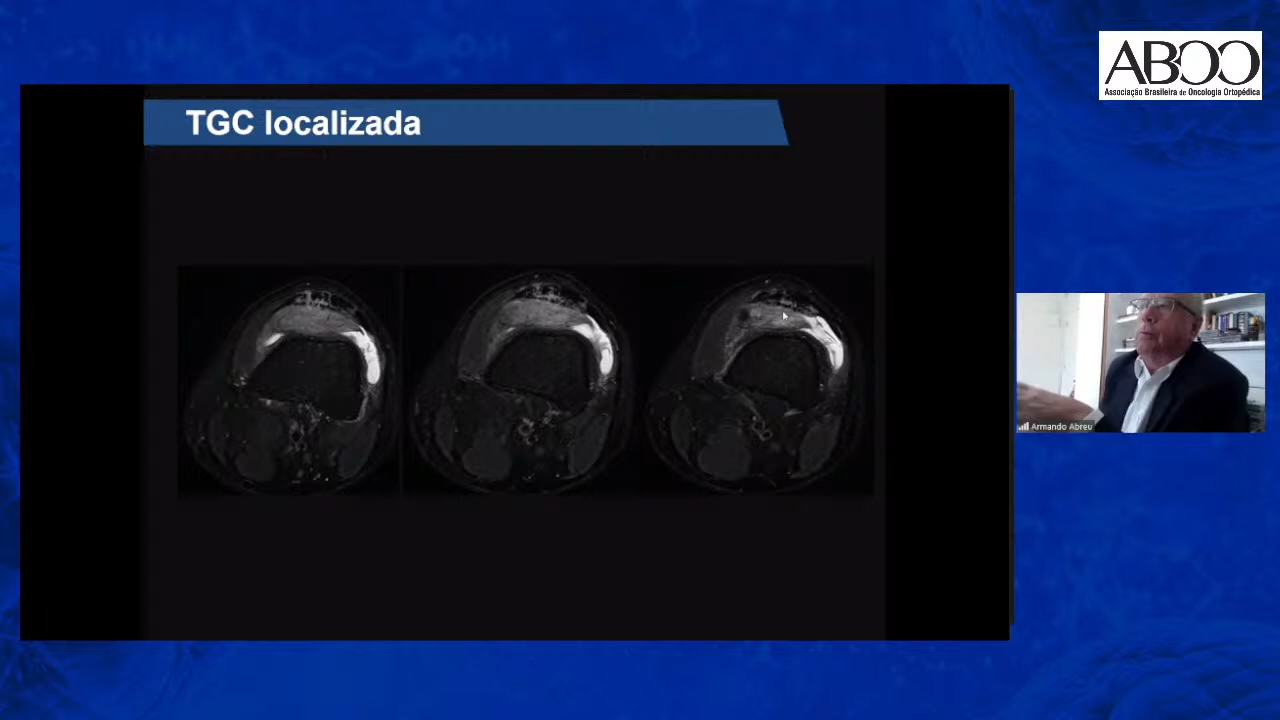 ABOO
Associação Brasileira de Oncologia Ortopédica
TGC localizada
Armando Abreu